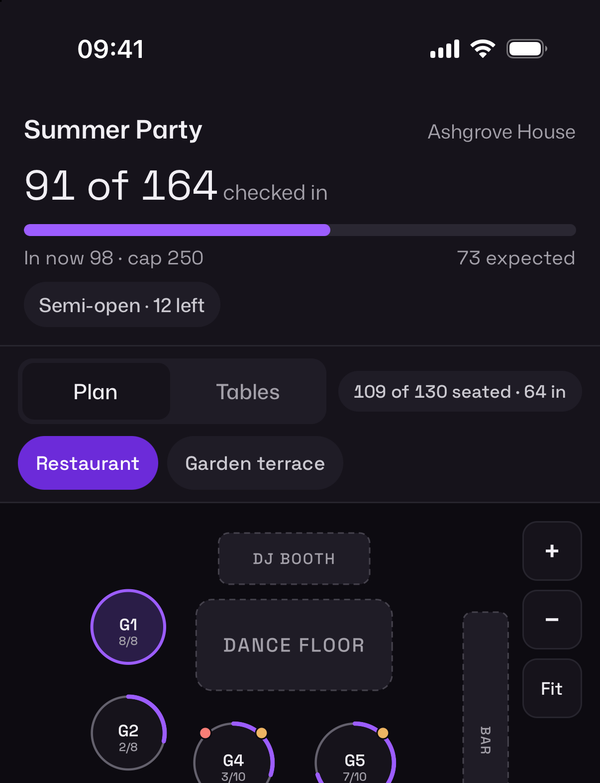 09:41
Summer Party
Ashgrove House
91 of 164 checked in
In now 98 · cap 250
73 expected
Semi-open · 12 left
Plan
Tables
109 of 130 seated · 64 in
Restaurant
Garden terrace
DJ BOOTH
+
G1
8/8
DANCE FLOOR
−
Fit
G2
2/8
BAR
G4
3/10
G5
7/10